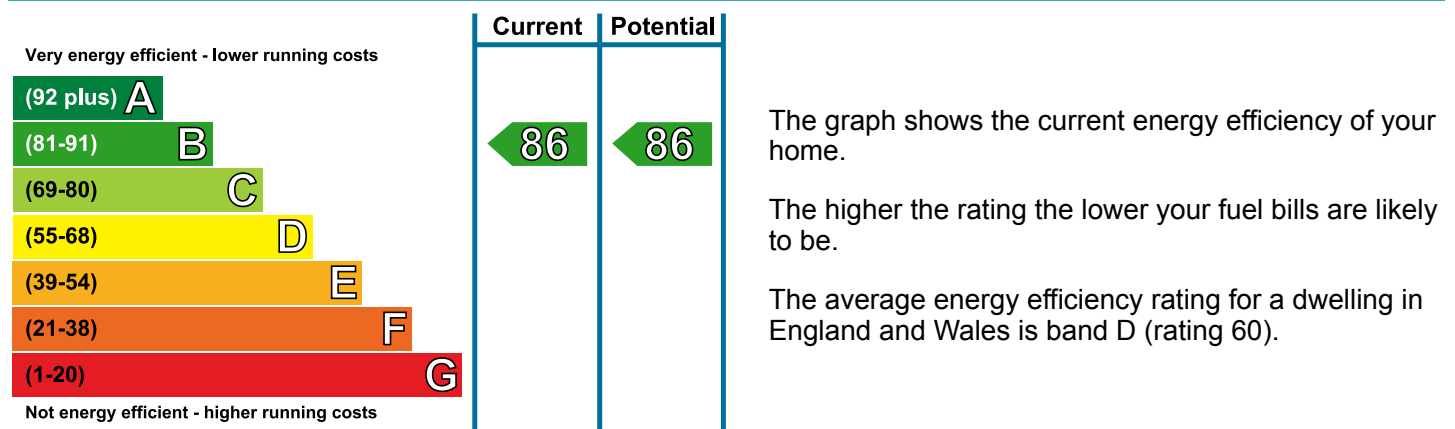 Current Potential
Very energy efficient - lower running costs
(92 plus) A
(81-91) B
86 86
(69-80) C
(55-68) D
(39-54) E
(21-38) F
(1-20) G
Not energy efficient - higher running costs
The graph shows the current energy efficiency of your
home.
The higher the rating the lower your fuel bills are likely
to be.
The average energy efficiency rating for a dwelling in
England and Wales is band D (rating 60).